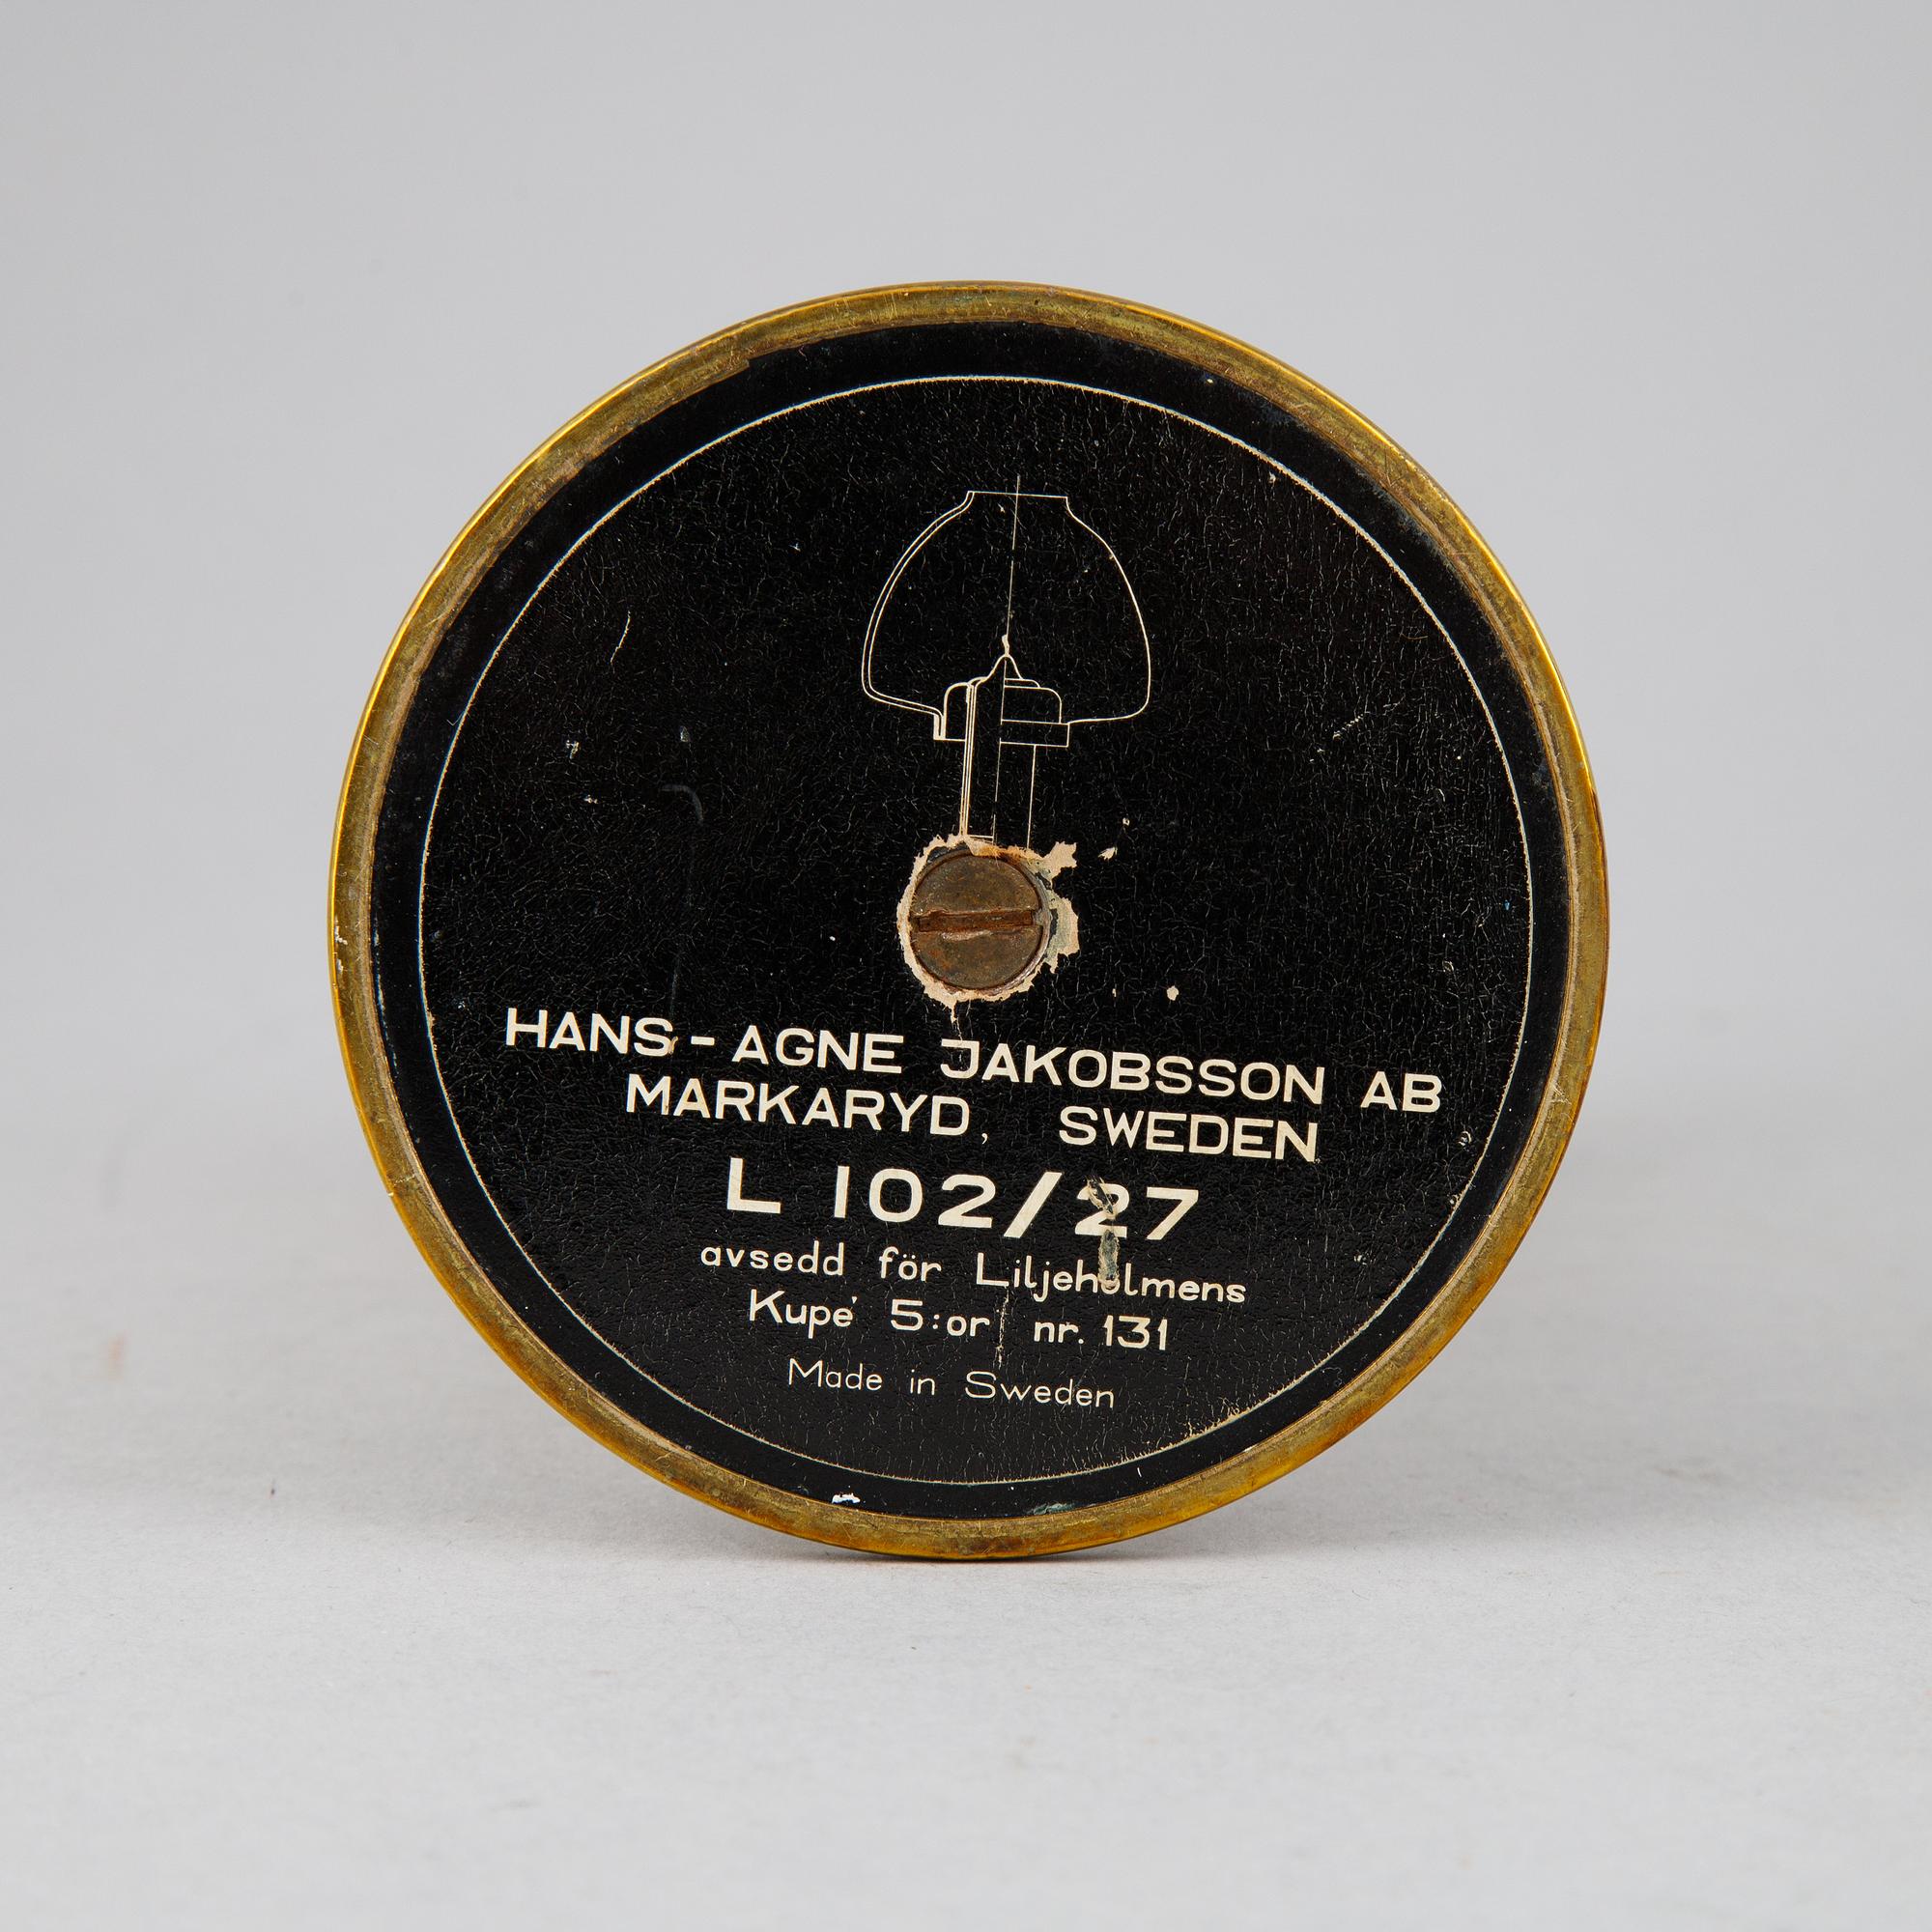 HANS-AGNE JAKOBSSON AB
MARKARYD, SWEDEN
L 102/27
avsedd för Liljeholmens
Kupé 5:or nr. 131
Made in Sweden